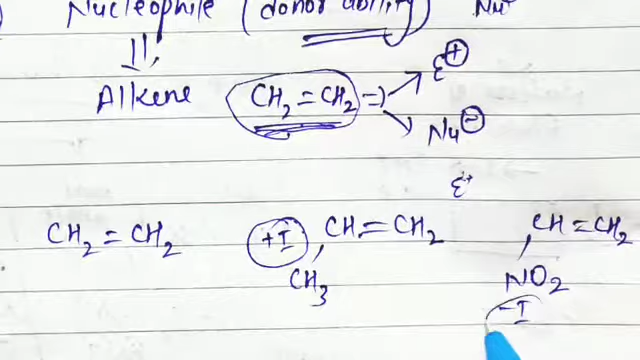 ) Nucleophile (donor ability) Nu
||
Alkene CH2=CH2 => E+
Nu-
E+
CH2=CH2 +I CH=CH2 CH=CH2
CH3 NO2
-I